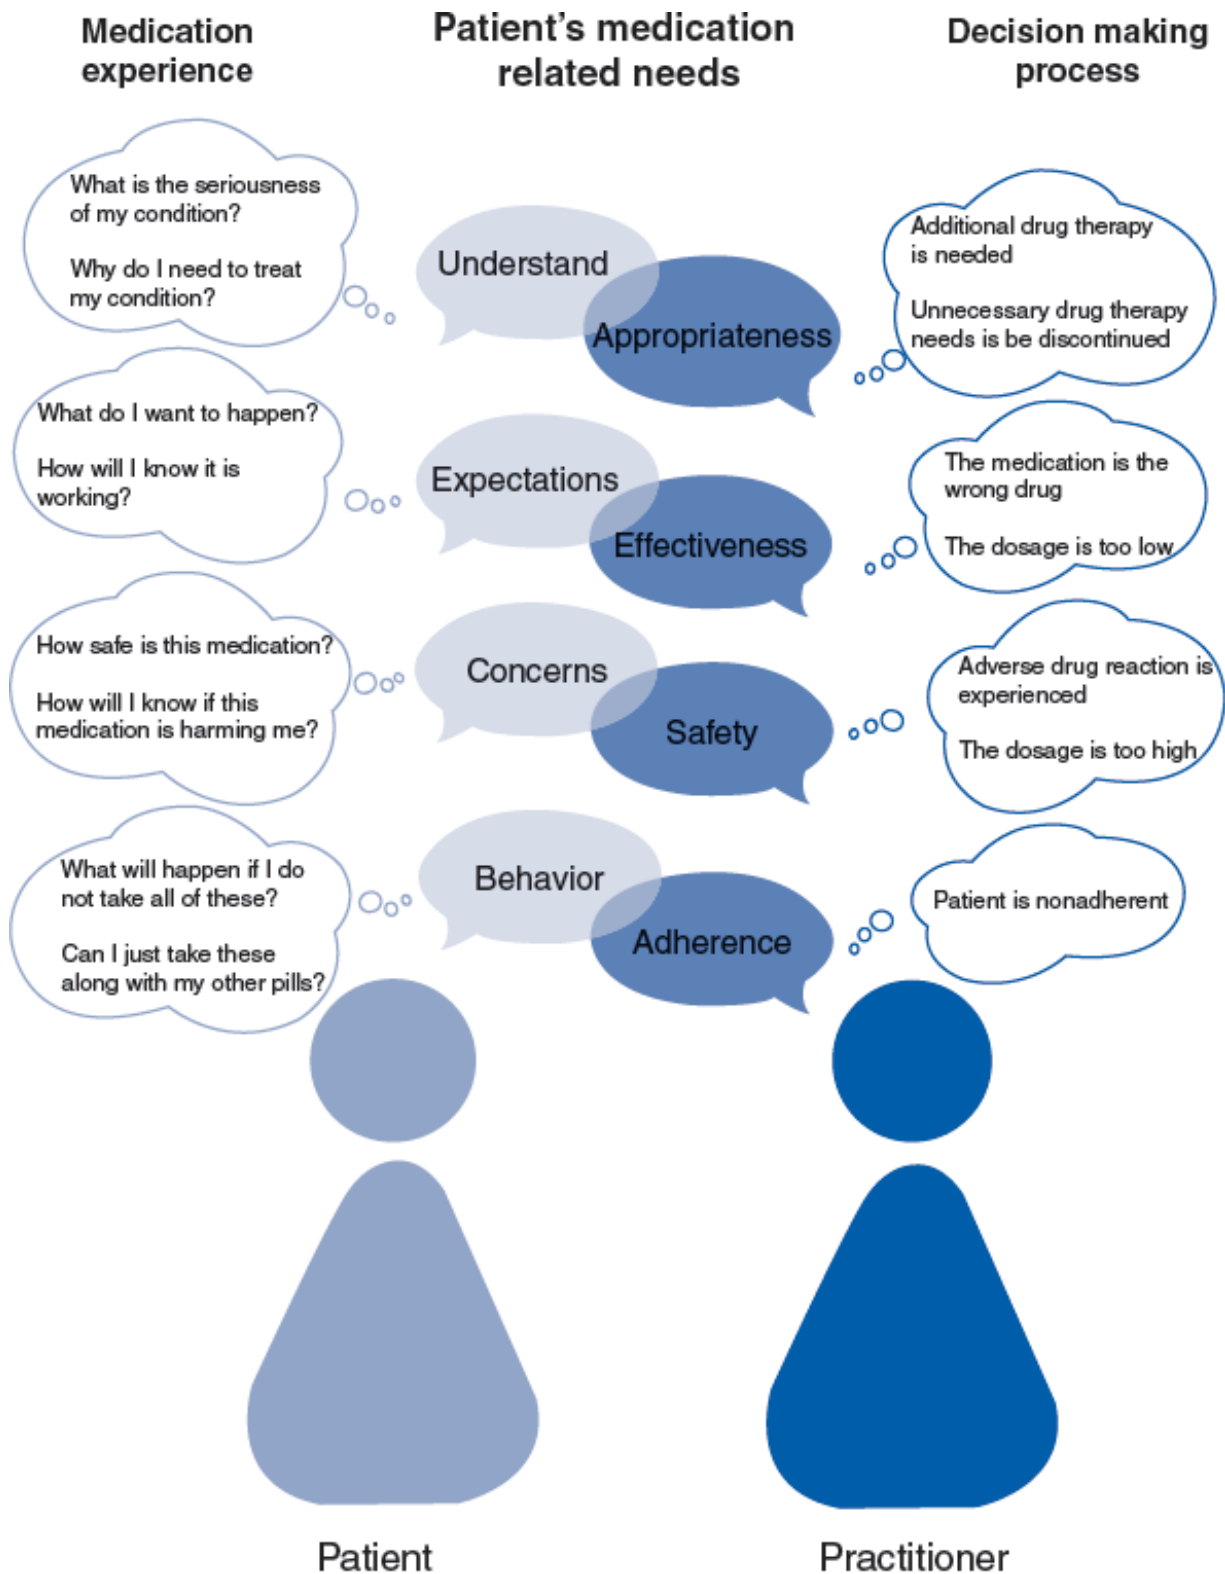 Medication
experience
Patient's medication
related needs
Decision making
process
What is the seriousness
of my condition?
Why do I need to treat
my condition?
Understand
Appropriateness
Additional drug therapy
is needed
Unnecessary drug therapy
needs is be discontinued
What do I want to happen?
How will I know it is
working?
Expectations
Effectiveness
The medication is the
wrong drug
The dosage is too low
How safe is this medication?
How will I know if this
medication is harming me?
Concerns
Safety
Adverse drug reaction is
experienced
The dosage is too high
What will happen if I do
not take all of these?
Can I just take these
along with my other pills?
Behavior
Adherence
Patient is nonadherent
Patient
Practitioner